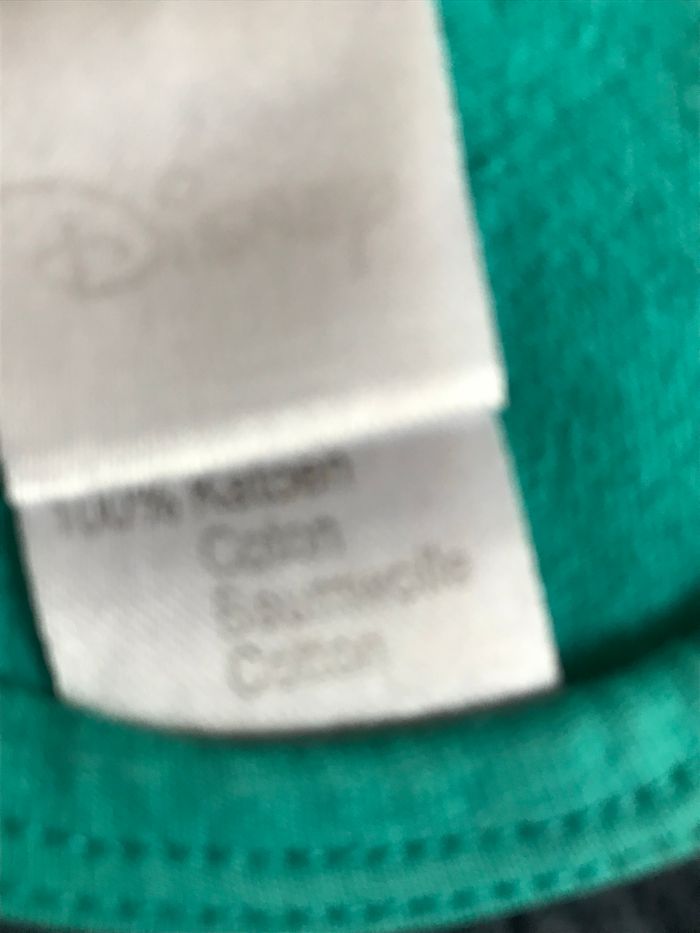 Disney
100% Katoen
Coton
Baumwolle
Cotton